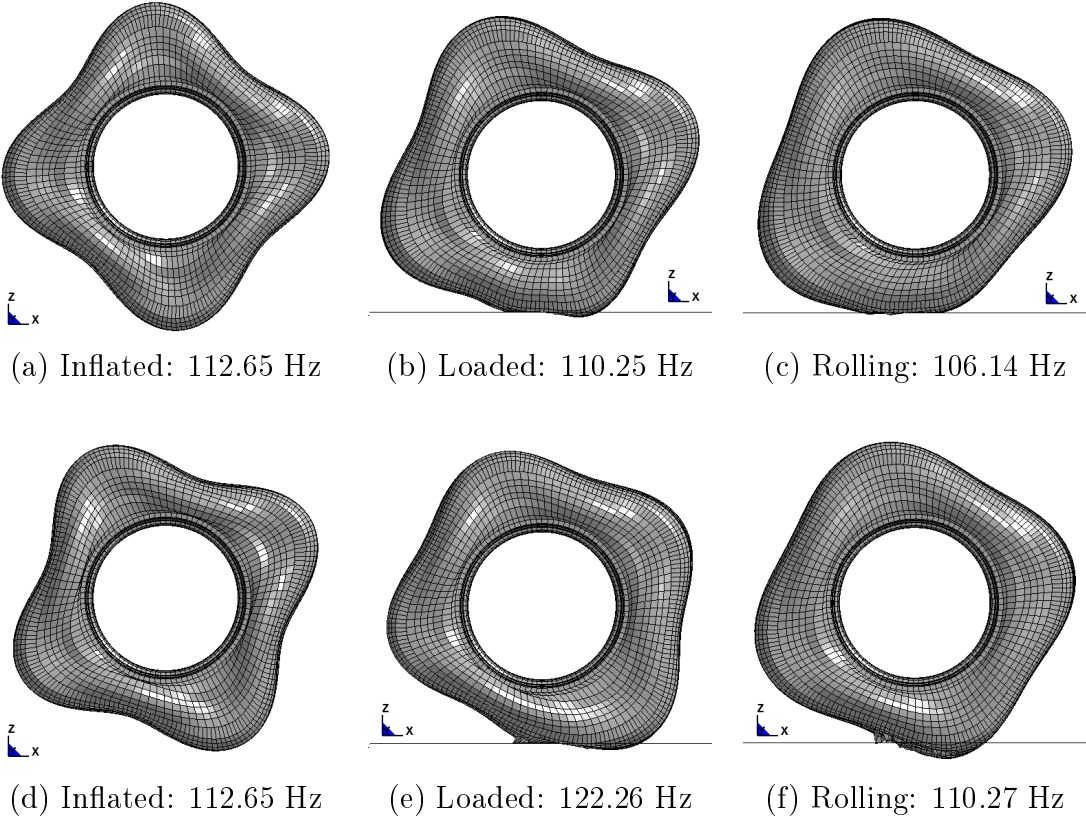 z
x
z
x
z
x
(a) Inflated: 112.65 Hz
(b) Loaded: 110.25 Hz
(c) Rolling: 106.14 Hz
z
x
z
x
z
x
(d) Inflated: 112.65 Hz
(e) Loaded: 122.26 Hz
(f) Rolling: 110.27 Hz